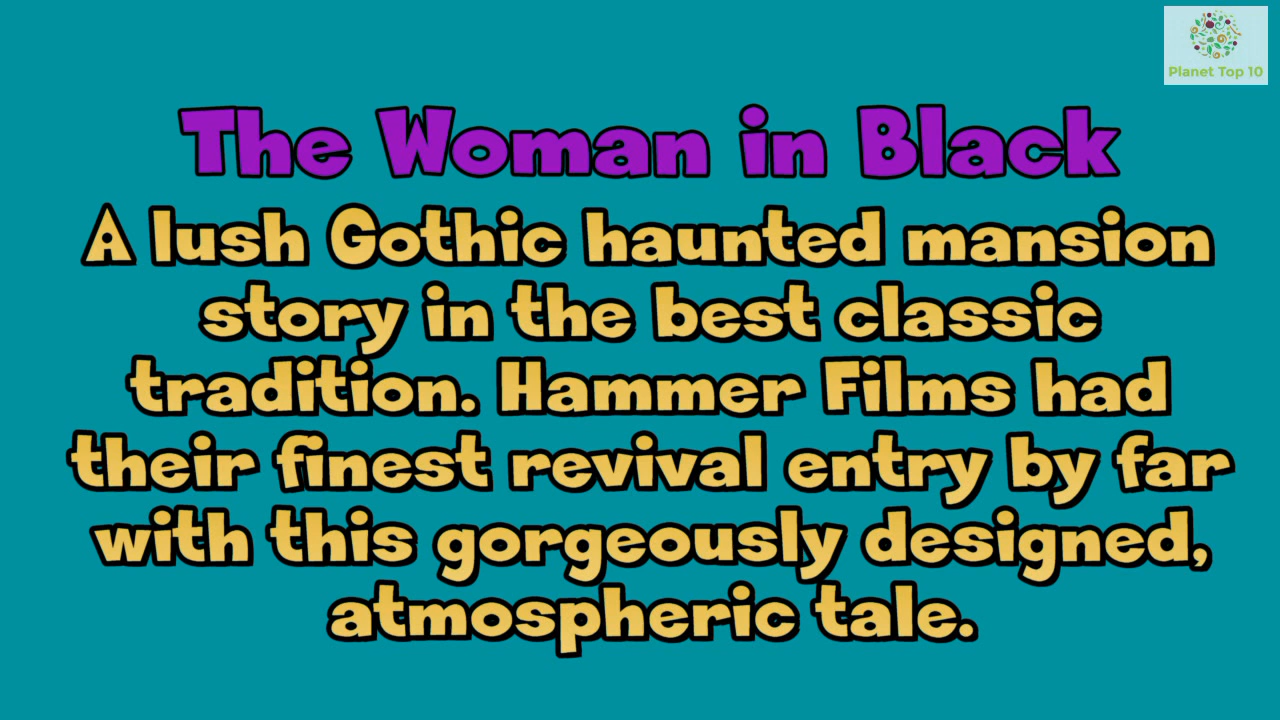 Planet Top 10
The Woman in Black
A lush Gothic haunted mansion
story in the best classic
tradition. Hammer Films had
their finest revival entry by far
with this gorgeously designed,
atmospheric tale.